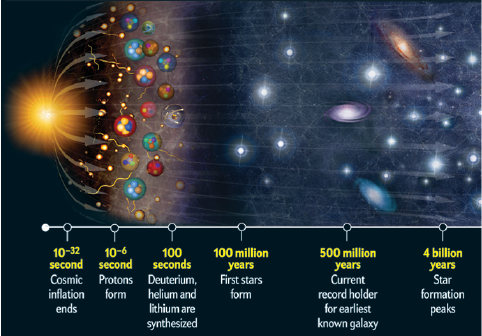 10⁻³² second
Cosmic inflation ends
10⁻⁶ second
Protons form
100 seconds
Deuterium, helium and lithium are synthesized
100 million years
First stars form
500 million years
Current record holder for earliest known galaxy
4 billion years
Star formation peaks